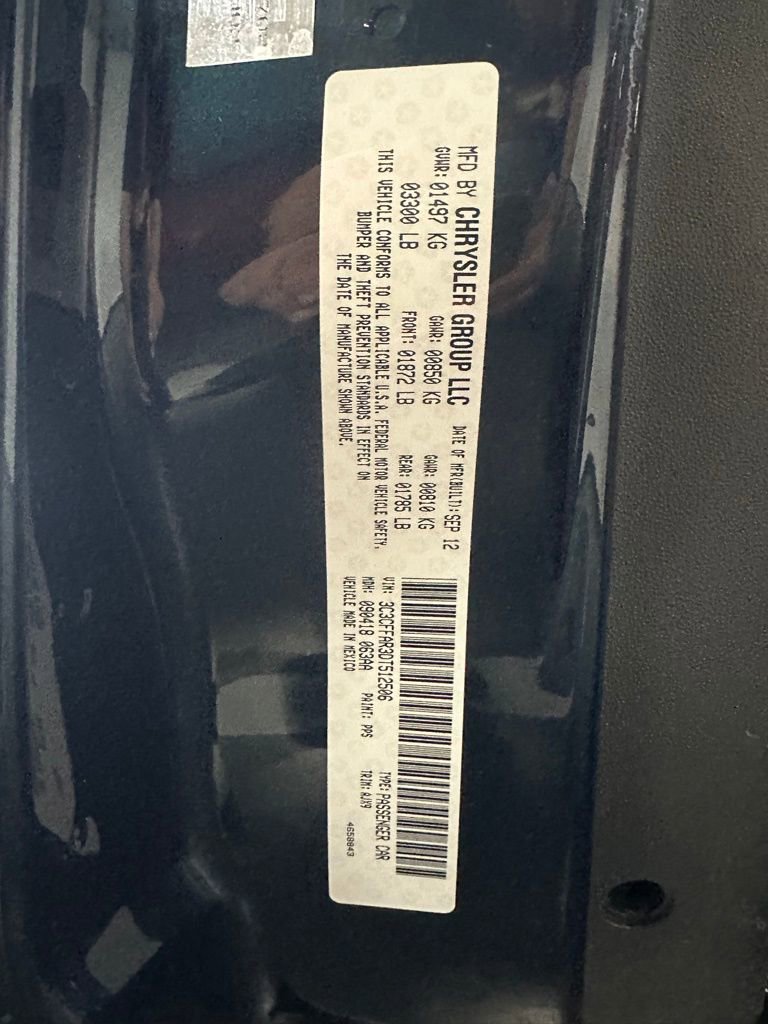 MFD BY CHRYSLER GROUP LLC DATE OF MFR(BUILT): SEP 12
GVWR: 01497 KG GAWR: 00850 KG GAWR: 00810 KG
03300 LB FRONT: 01872 LB REAR: 01785 LB
THIS VEHICLE CONFORMS TO ALL APPLICABLE U.S.A. FEDERAL MOTOR VEHICLE SAFETY,
BUMPER AND THEFT PREVENTION STANDARDS IN EFFECT ON
THE DATE OF MANUFACTURE SHOWN ABOVE.
VIN: 3C3CFFAR3DT512506 TYPE: PASSENGER CAR
MDH: 090418 063AA PAINT: PPS TRIM: AJX9
VEHICLE MADE IN MEXICO 4658843